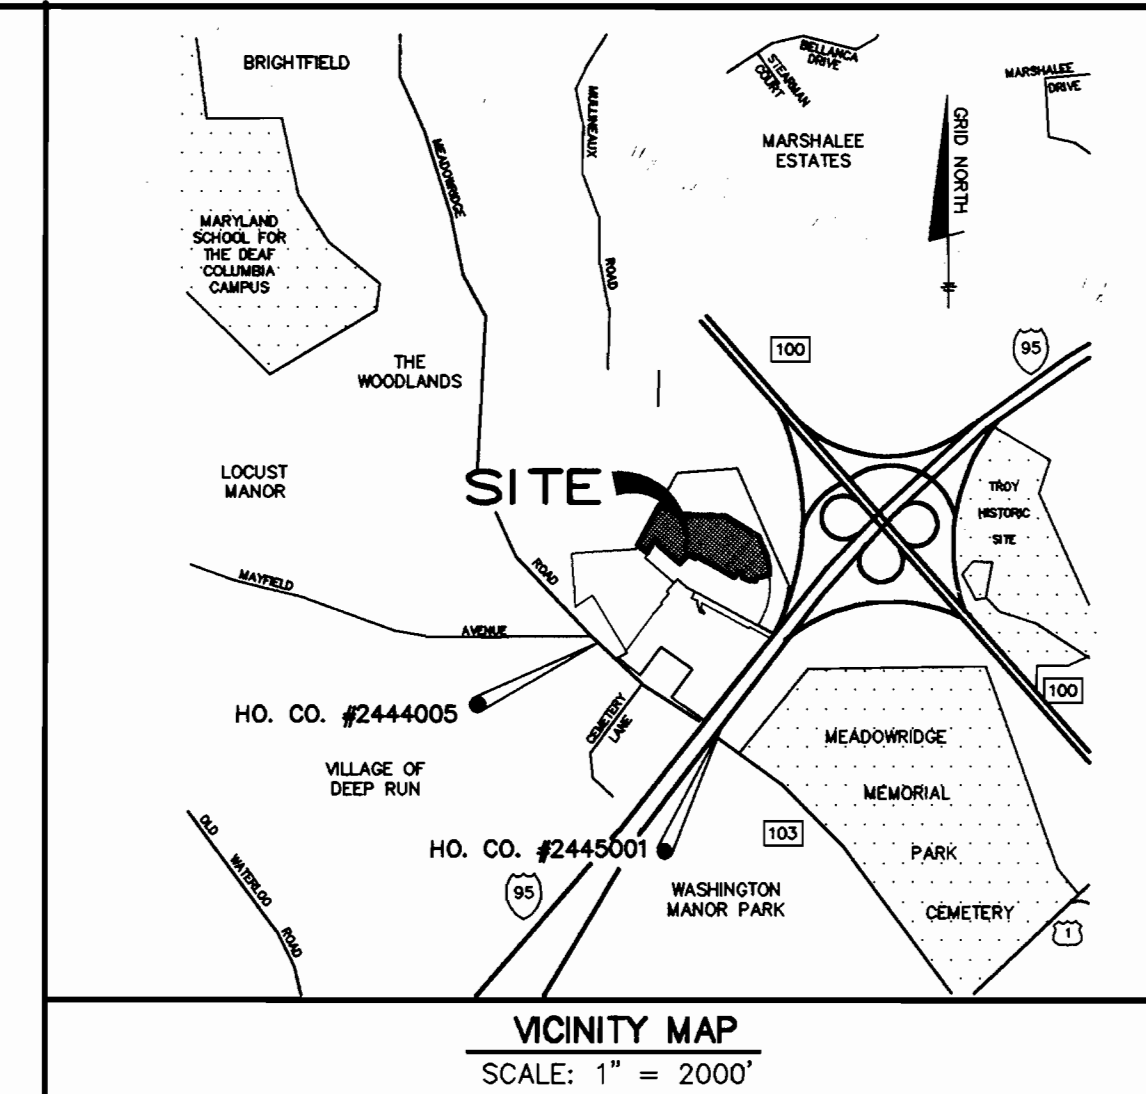 BRIGHTFIELD
MULLINEAUX
ROAD
MEADOWRIDGE
ROAD
BELLANCA
DRIVE
STEARMAN
COURT
MARSHALEE
DRIVE
MARSHALEE
ESTATES
GRID NORTH
MARYLAND
SCHOOL FOR
THE DEAF
COLUMBIA
CAMPUS
THE
WOODLANDS
100
95
LOCUST
MANOR
SITE
TROY
HISTORIC
SITE
MAYFIELD
AVENUE
HO. CO. #2444005
CEMETERY
LANE
100
VILLAGE OF
DEEP RUN
MEADOWRIDGE
MEMORIAL
PARK
CEMETERY
103
HO. CO. #2445001
95
WASHINGTON
MANOR PARK
1
OLD
WATERLOO
ROAD
VICINITY MAP
SCALE: 1" = 2000'